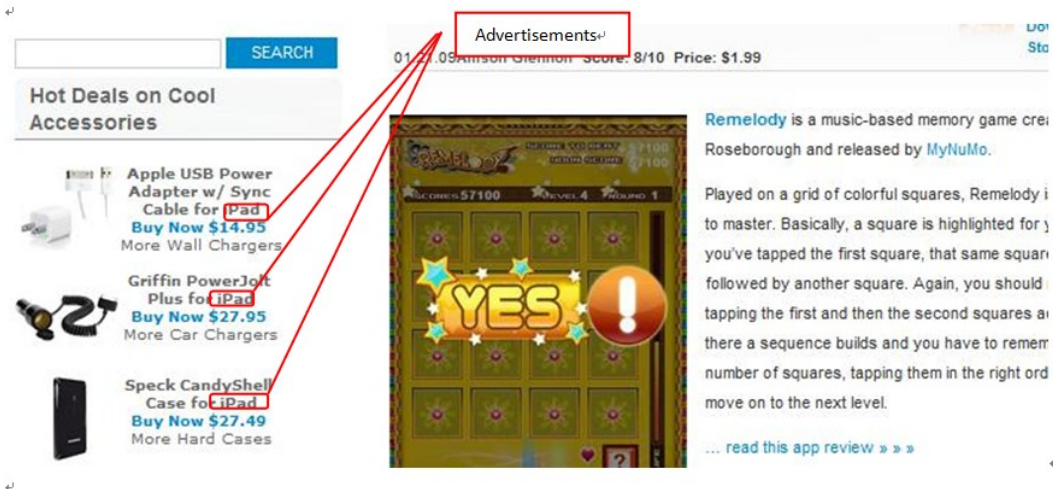 Advertisements
SEARCH
Hot Deals on Cool
Accessories
Apple USB Power
Adapter w/ Sync
Cable for iPad
Buy Now $14.95
More Wall Chargers
Griffin PowerJolt
Plus for iPad
Buy Now $27.95
More Car Chargers
Speck CandyShell
Case for iPad
Buy Now $27.49
More Hard Cases
Score: 8/10 Price: $1.99
REMELODY
SCORE TO BEAT 57100
57100
SCORES 57100 LEVEL 4 ROUND 1
YES !
?
Remelody is a music-based memory game
Roseborough and released by MyNuMo.
Played on a grid of colorful squares, Remelody
to master. Basically, a square is highlighted for
you've tapped the first square, that same
followed by another square. Again, you should
tapping the first and then the second squares
there a sequence builds and you have to
number of squares, tapping them in the right
move on to the next level.
... read this app review » » »